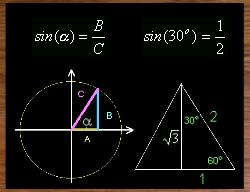 sin(α) = B/C
sin(30°) = 1/2
C
B
α
A
30°
2
√3
60°
1